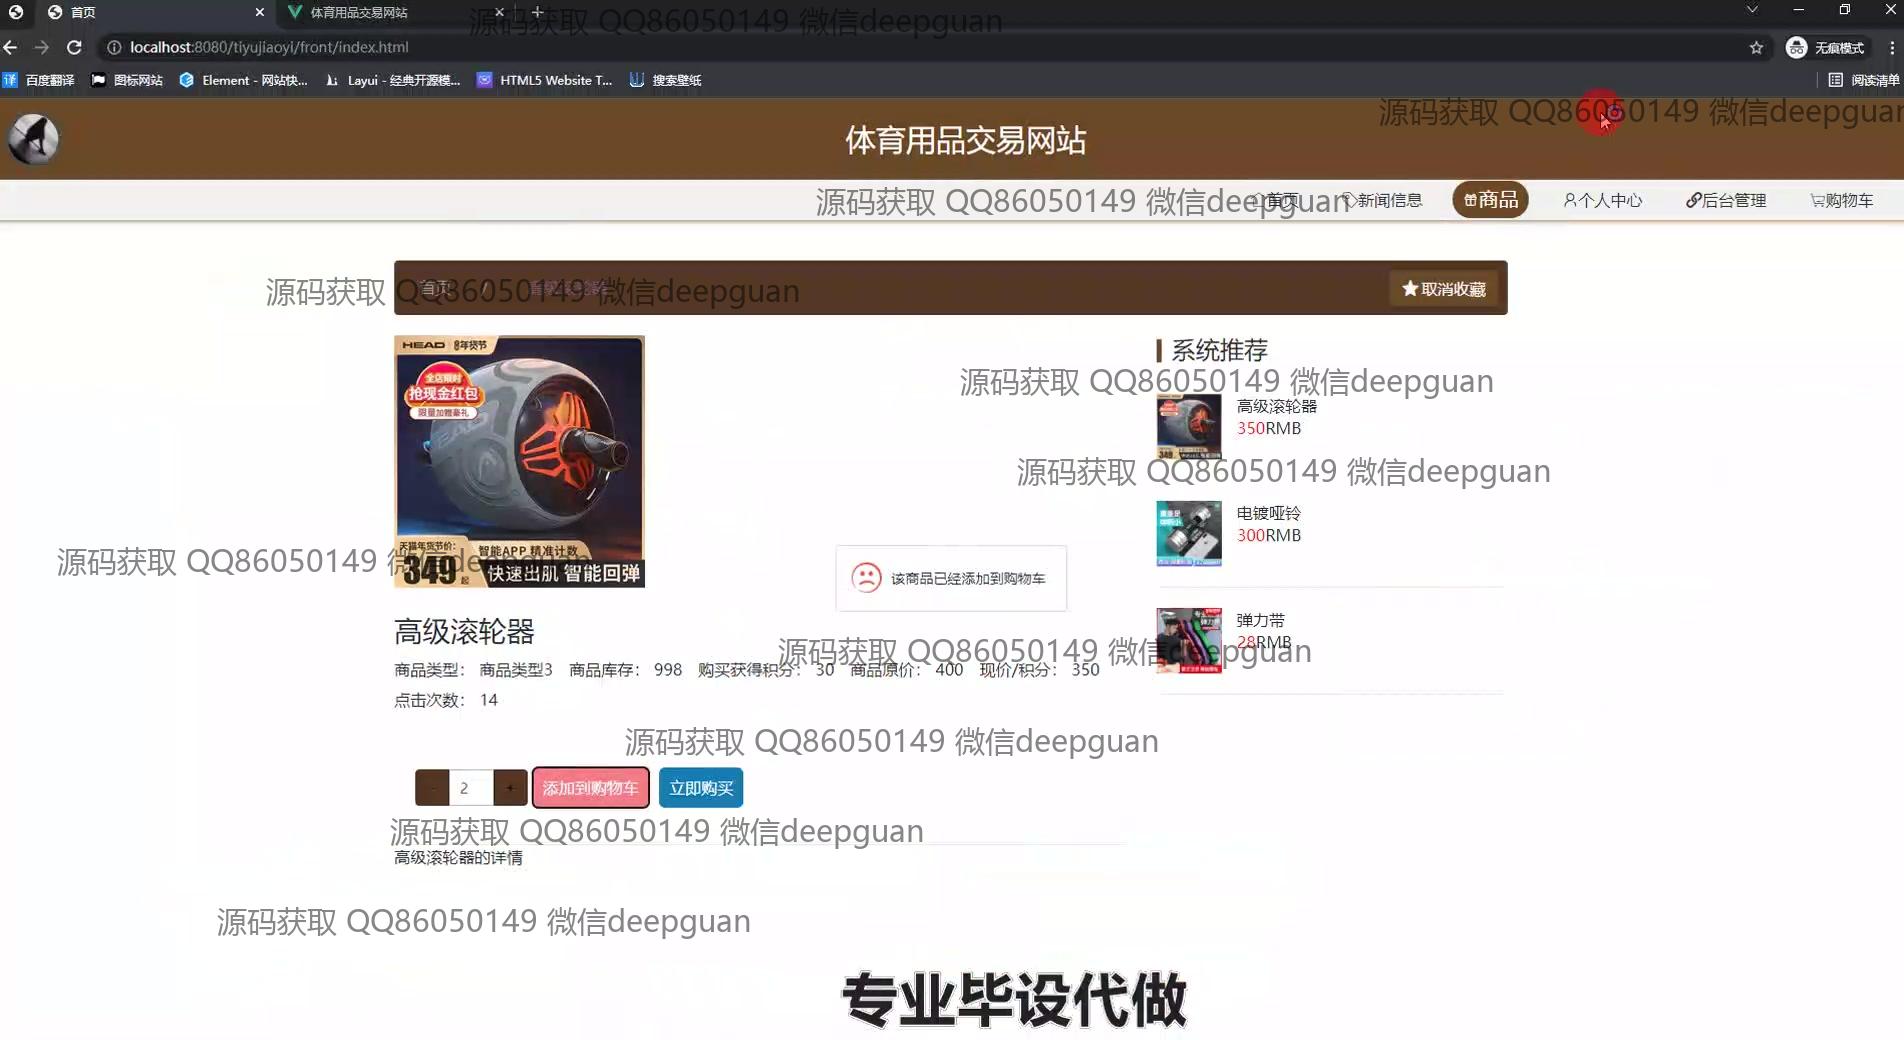 首页
体育用品交易网站
源码获取 QQ86050149 微信deepguan
localhost:8080/tiyujiaoyi/front/index.html
无痕模式
百度翻译 图标网站 Element - 网站快... Layui - 经典开源模... HTML5 Website T... 搜索壁纸
阅读清单
源码获取 QQ86050149 微信deepguan
体育用品交易网站
源码获取 QQ86050149 微信deepguan
首页 新闻信息 商品 个人中心 后台管理 购物车
源码获取 QQ86050149 微信deepguan
首页 /
取消收藏
HEAD 8年货节
全店限时
抢现金红包
限量加赠豪礼
天猫年货节价:
349起
智能APP 精准计数
快速出肌 智能回弹
系统推荐
源码获取 QQ86050149 微信deepguan
高级滚轮器
350RMB
源码获取 QQ86050149 微信deepguan
电镀哑铃
300RMB
源码获取 QQ86050149 微信deepguan
该商品已经添加到购物车
弹力带
28RMB
高级滚轮器
源码获取 QQ86050149 微信deepguan
商品类型： 商品类型3 商品库存： 998 购买获得积分： 30 商品原价： 400 现价/积分： 350
点击次数： 14
源码获取 QQ86050149 微信deepguan
- 2 + 添加到购物车 立即购买
源码获取 QQ86050149 微信deepguan
高级滚轮器的详情
源码获取 QQ86050149 微信deepguan
专业毕设代做